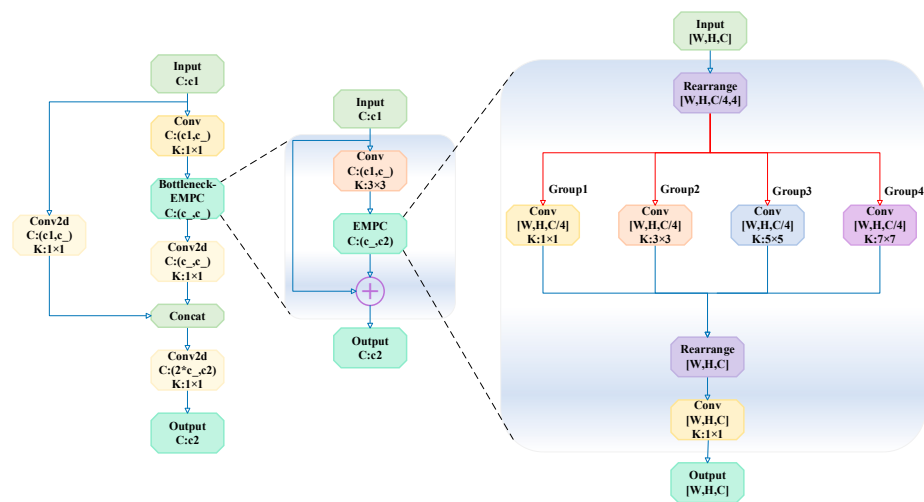 Input
C:c1
Conv
C:(c1,c_)
K:1×1
Bottleneck-
EMPC
C:(c_,c_)
Conv2d
C:(c1,c_)
K:1×1
Conv2d
C:(c_,c_)
K:1×1
Concat
Conv2d
C:(2*c_,c2)
K:1×1
Output
C:c2
Input
C:c1
Conv
C:(c1,c_)
K:3×3
EMPC
C:(c_,c2)
Output
C:c2
Input
[W,H,C]
Rearrange
[W,H,C/4,4]
Group1
Group2
Group3
Group4
Conv
[W,H,C/4]
K:1×1
Conv
[W,H,C/4]
K:3×3
Conv
[W,H,C/4]
K:5×5
Conv
[W,H,C/4]
K:7×7
Rearrange
[W,H,C]
Conv
[W,H,C]
K:1×1
Output
[W,H,C]